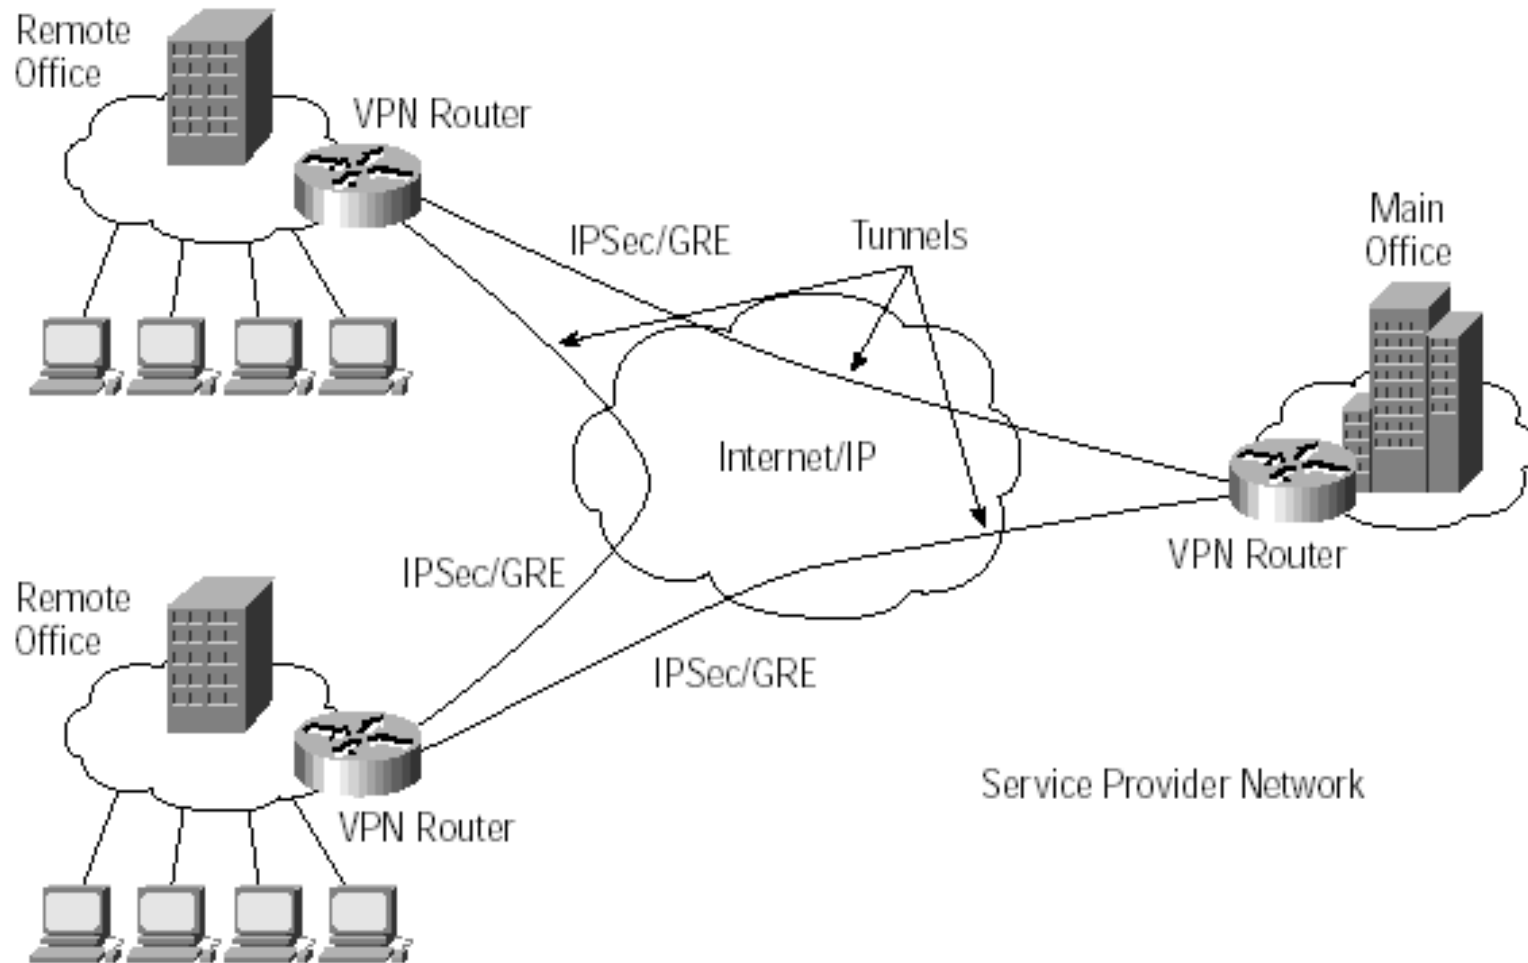 Remote
Office
VPN Router
IPSec/GRE
Tunnels
Main
Office
Internet/IP
VPN Router
IPSec/GRE
Remote
Office
IPSec/GRE
VPN Router
Service Provider Network